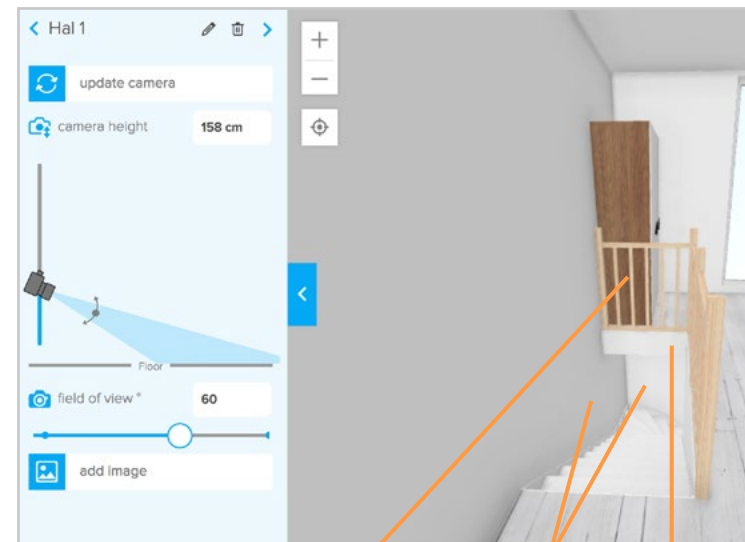 Hal 1
update camera
camera height 158 cm
Floor
field of view ° 60
add image